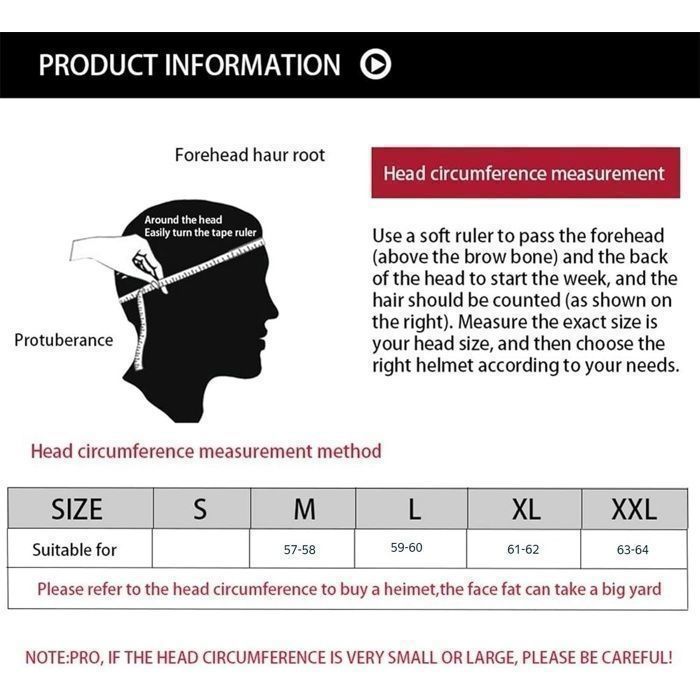 PRODUCT INFORMATION
Forehead haur root
Head circumference measurement
Around the head
Easily turn the tape ruler
Use a soft ruler to pass the forehead
(above the brow bone) and the back
of the head to start the week, and the
hair should be counted (as shown on
the right). Measure the exact size is
your head size, and then choose the
right helmet according to your needs.
Protuberance
Head circumference measurement method
SIZE S M L XL XXL
Suitable for 57-58 59-60 61-62 63-64
Please refer to the head circumference to buy a heimet,the face fat can take a big yard
NOTE:PRO, IF THE HEAD CIRCUMFERENCE IS VERY SMALL OR LARGE, PLEASE BE CAREFUL!